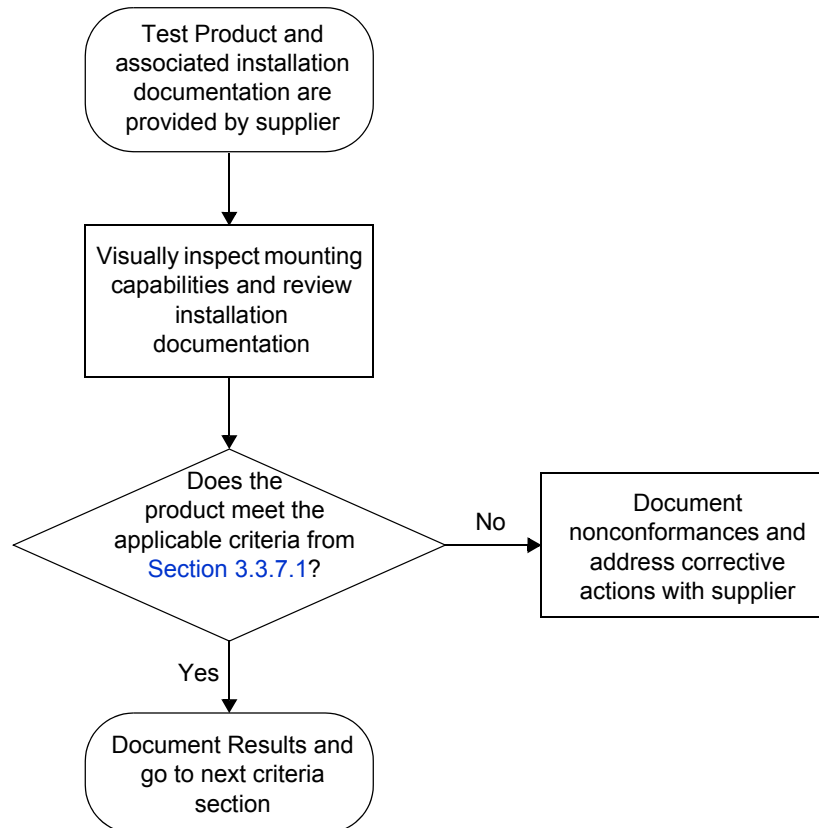 Test Product and
associated installation
documentation are
provided by supplier
Visually inspect mounting
capabilities and review
installation
documentation
Does the
product meet the
applicable criteria from
Section 3.3.7.1?
No
Document
nonconformances and
address corrective
actions with supplier
Yes
Document Results and
go to next criteria
section